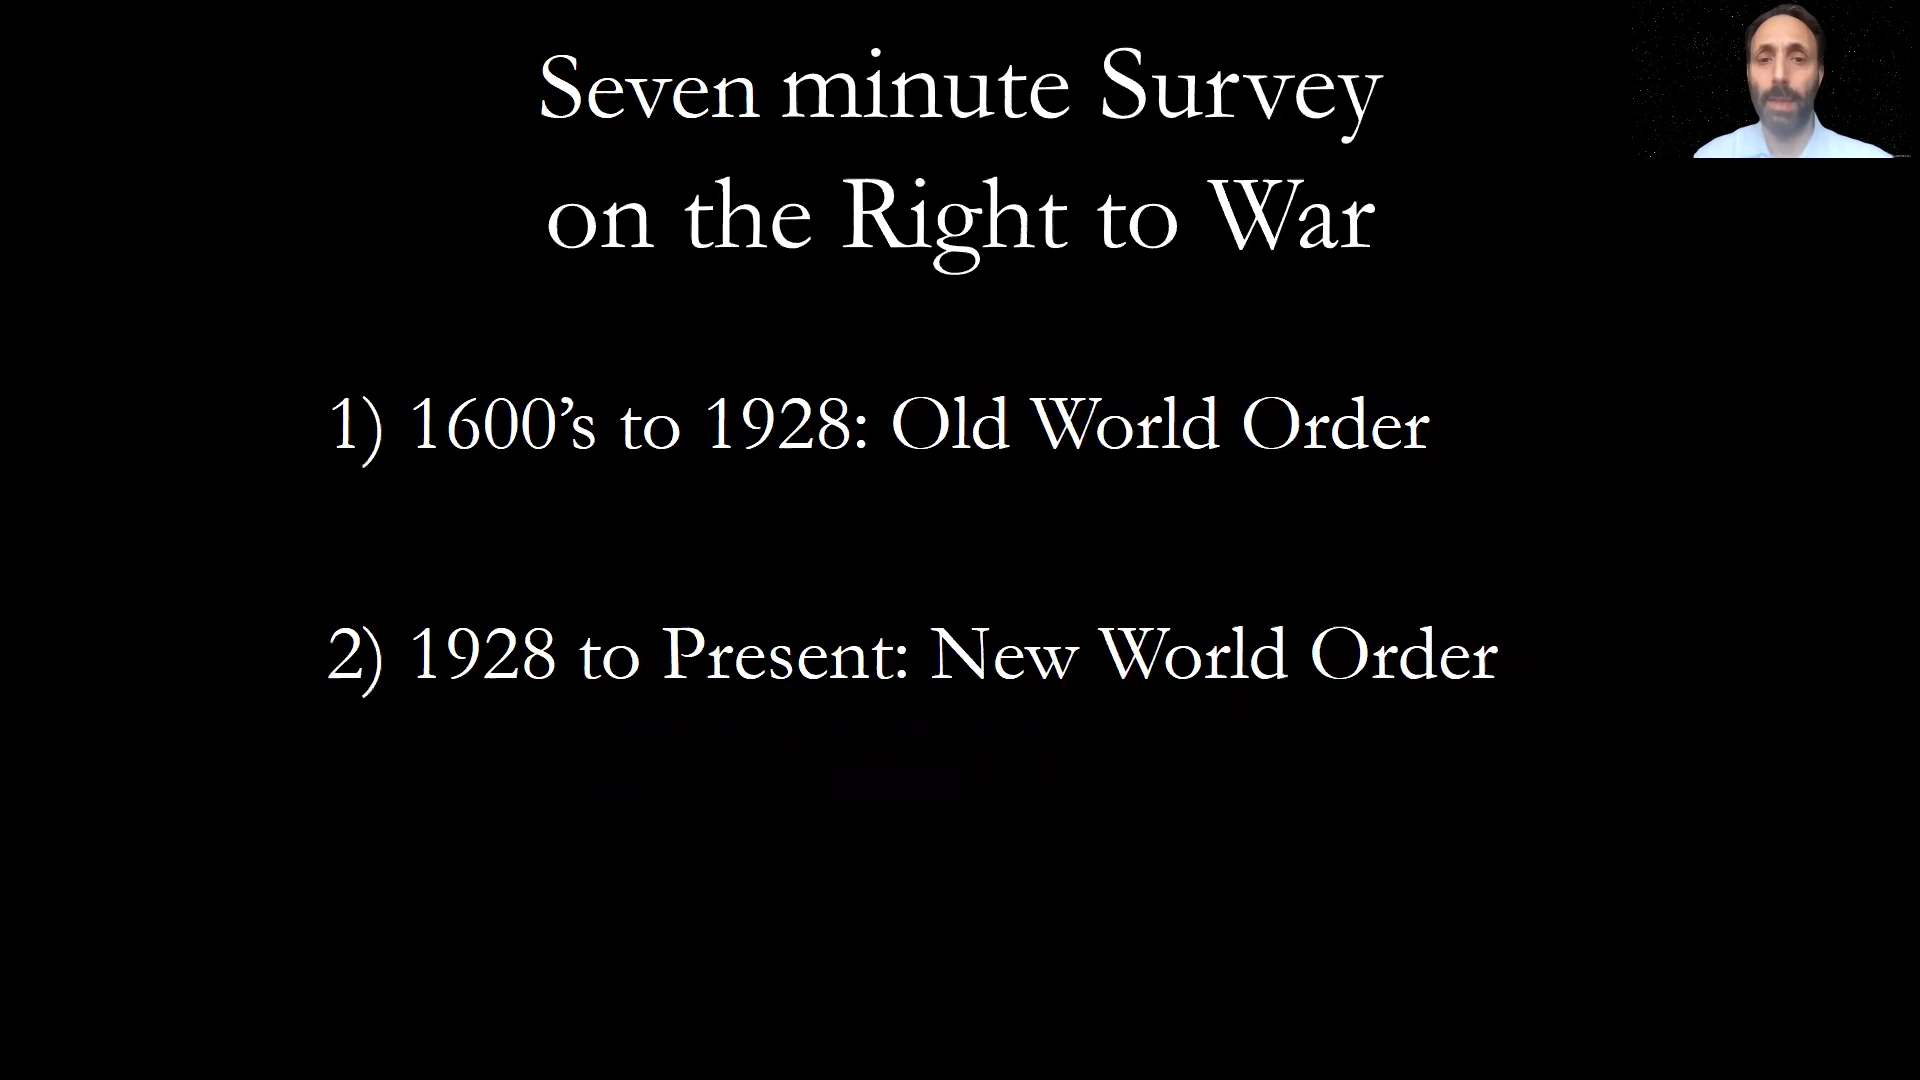 Seven minute Survey
on the Right to War
1) 1600’s to 1928: Old World Order
2) 1928 to Present: New World Order